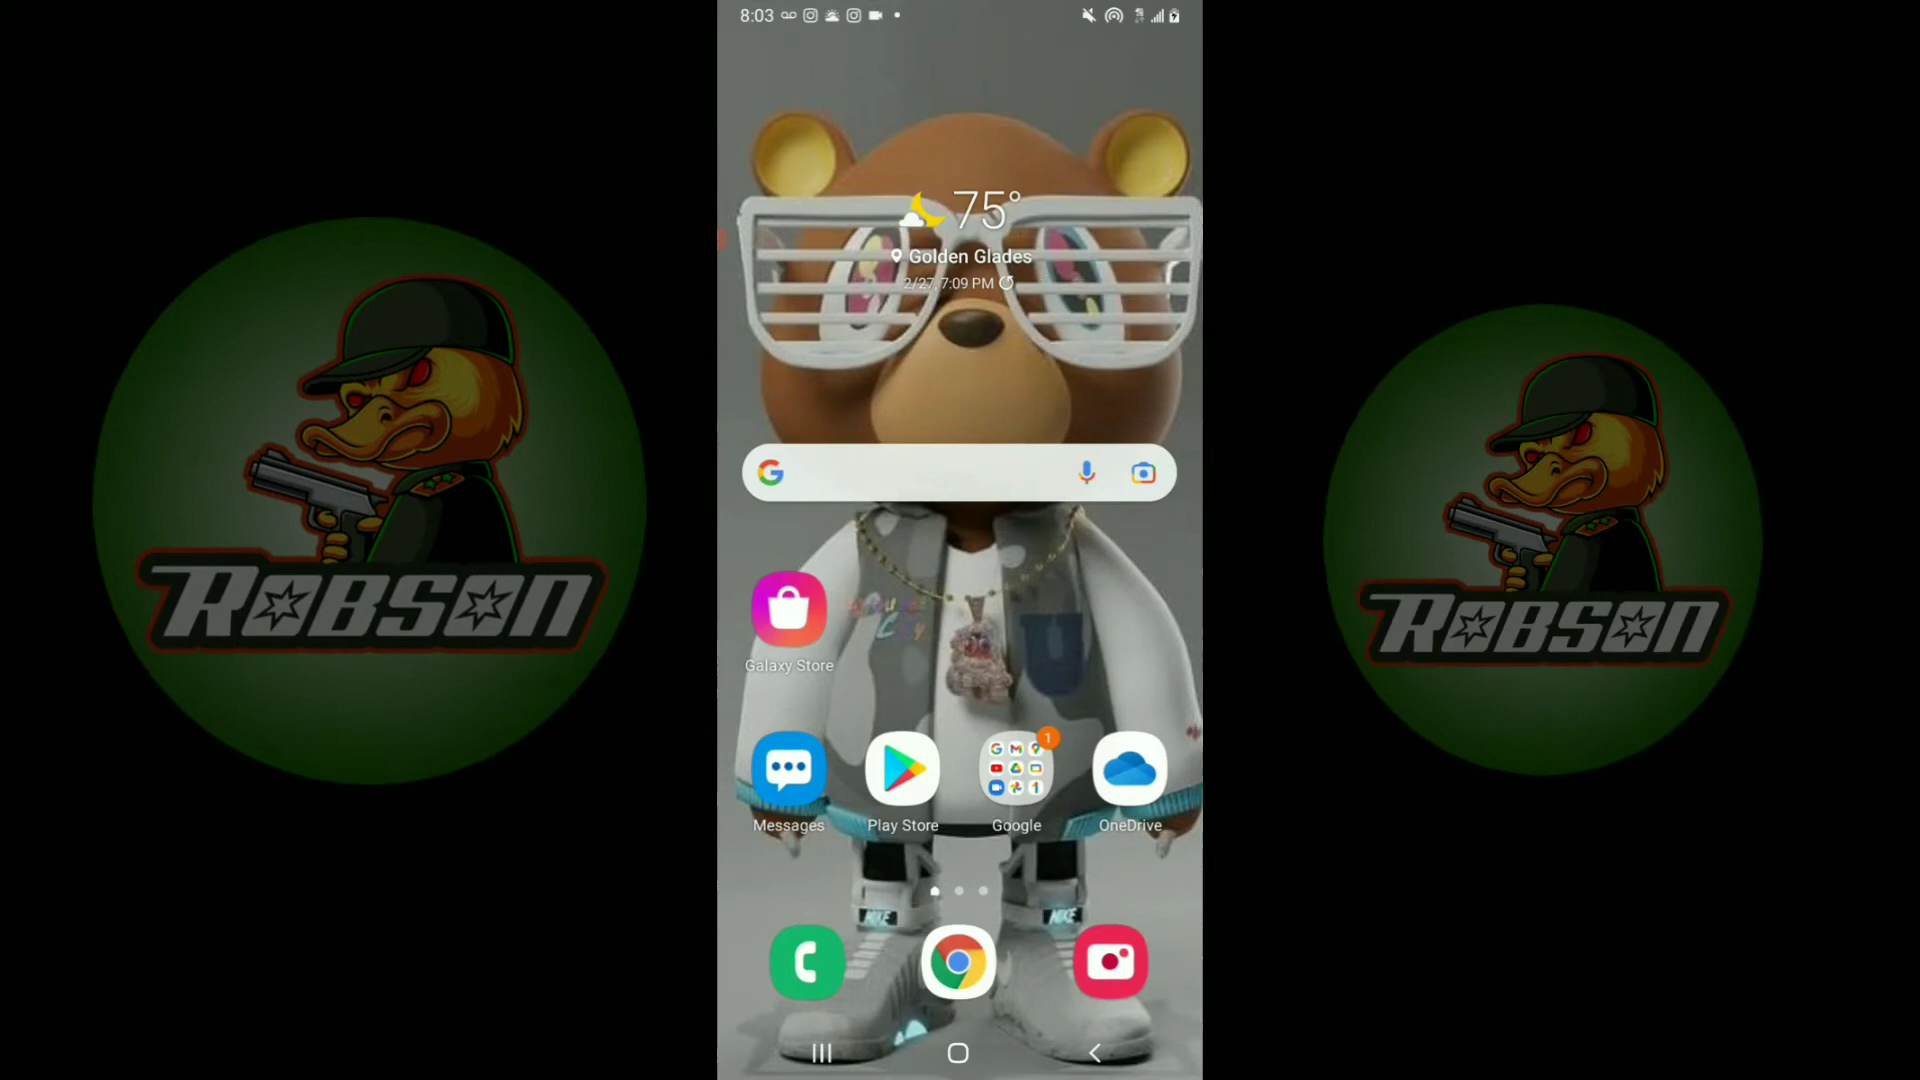 8:03
75°
Golden Glades
2/27, 7:09 PM
Galaxy Store
1
Messages
Play Store
Google
OneDrive
NIKE
NIKE
ROBSON
ROBSON